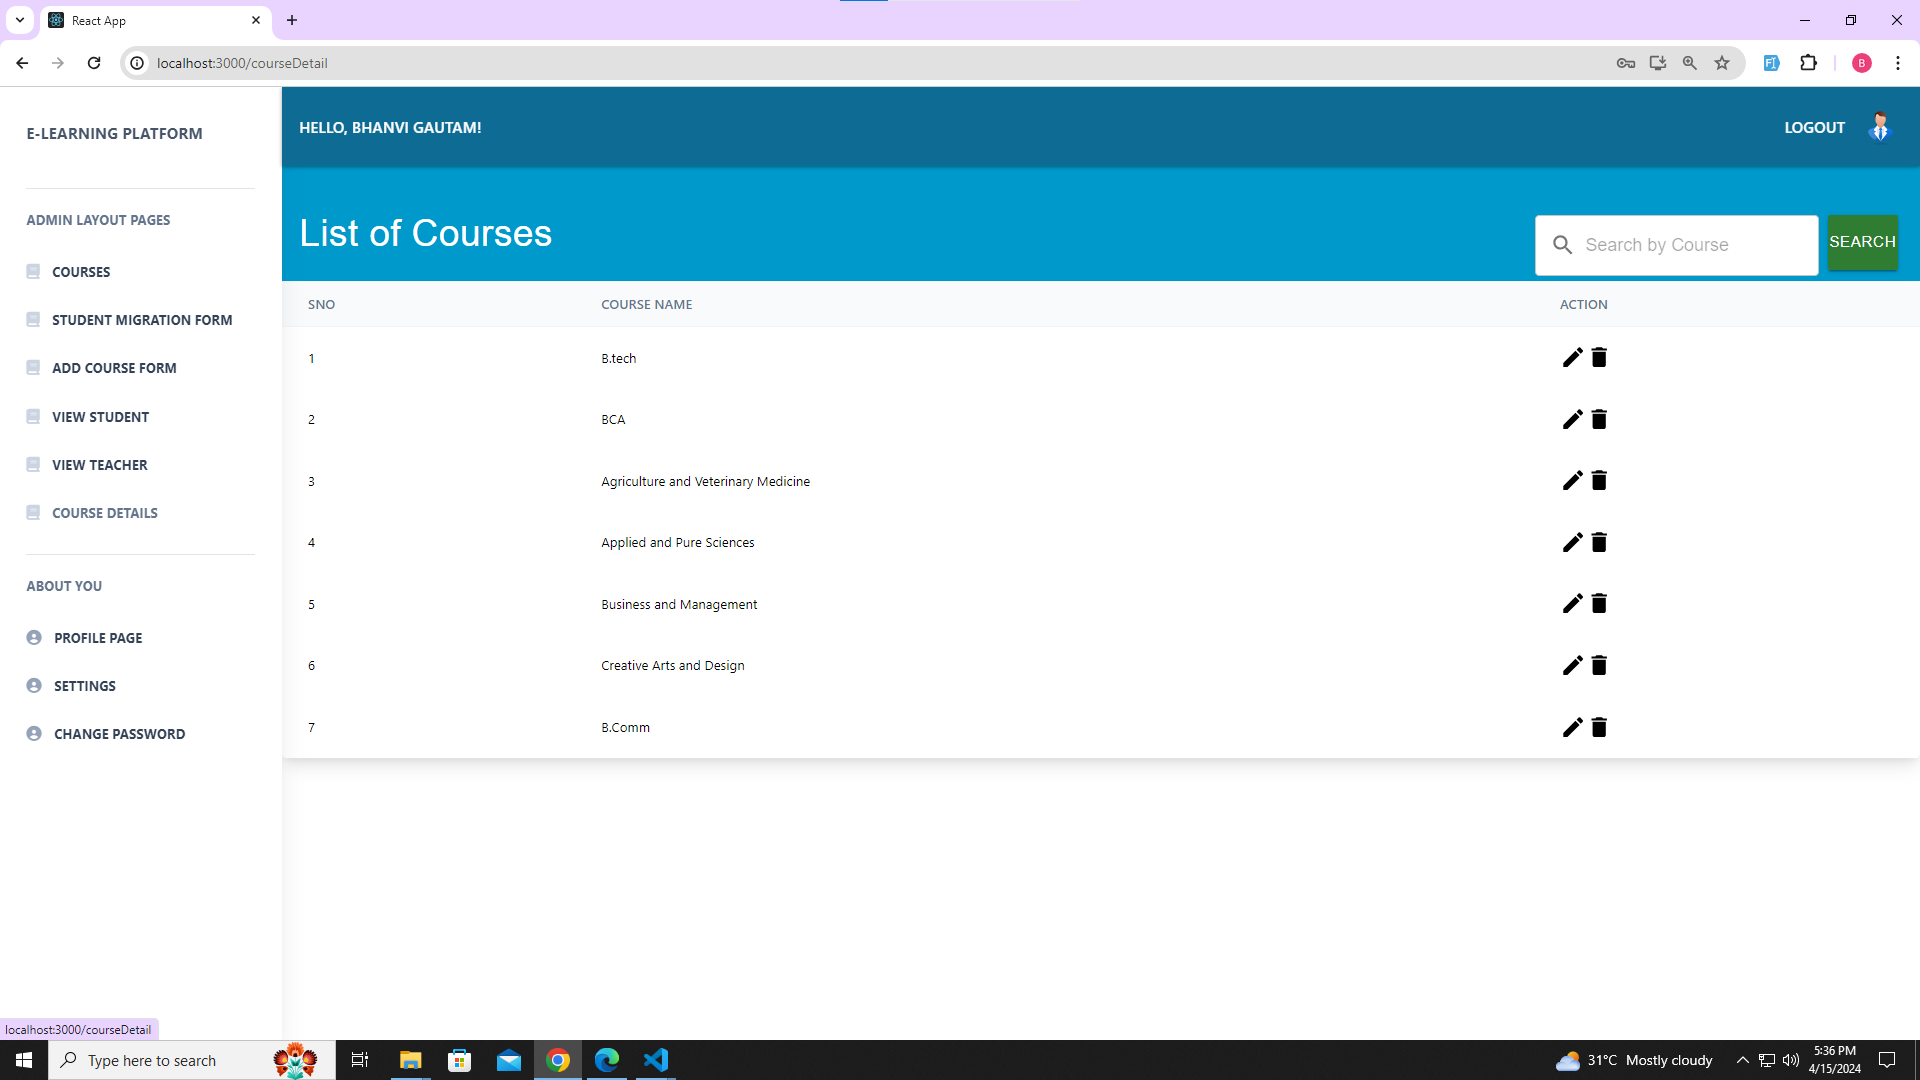 React App
localhost:3000/courseDetail
B
E-LEARNING PLATFORM
ADMIN LAYOUT PAGES
COURSES
STUDENT MIGRATION FORM
ADD COURSE FORM
VIEW STUDENT
VIEW TEACHER
COURSE DETAILS
ABOUT YOU
PROFILE PAGE
SETTINGS
CHANGE PASSWORD
HELLO, BHANVI GAUTAM!
LOGOUT
List of Courses
Search by Course
SEARCH
SNO COURSE NAME ACTION
1 B.tech
2 BCA
3 Agriculture and Veterinary Medicine
4 Applied and Pure Sciences
5 Business and Management
6 Creative Arts and Design
7 B.Comm
localhost:3000/courseDetail
Type here to search
31°C Mostly cloudy
5:36 PM
4/15/2024